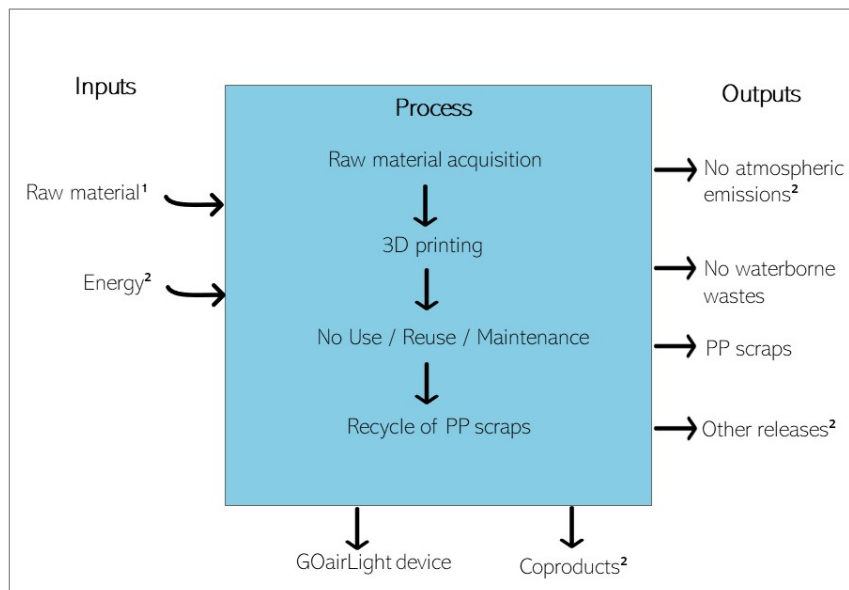 Inputs
Process
Outputs
Raw material acquisition
Raw material¹
3D printing
Energy²
No Use / Reuse / Maintenance
Recycle of PP scraps
No atmospheric
emissions²
No waterborne
wastes
PP scraps
Other releases²
GOairLight device
Coproducts²